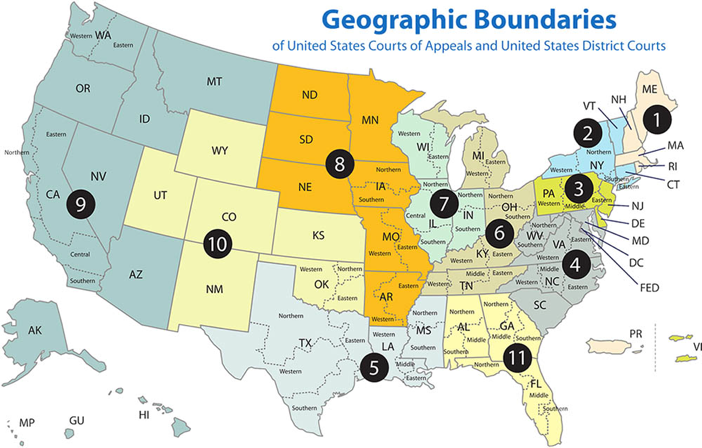 Geographic Boundaries
of United States Courts of Appeals and United States District Courts
WA
Western
Eastern
OR
ID
MT
Eastern
Northern
NV
CA
9
Central
Southern
AZ
AK
HI
GU
MP
WY
UT
CO
10
KS
NM
OK
Northern
Western
Eastern
ND
MN
SD
8
NE
Northern
IA
Southern
MO
Western
Eastern
AR
Western
Eastern
Northern
TX
Western
Eastern
Southern
5
Western
LA
Middle
Eastern
Northern
MS
Southern
Western
WI
Eastern
Northern
7
Central
IL
Southern
Northern
IN
Southern
MI
Western
Eastern
Northern
OH
Southern
6
KY
Western
Eastern
Western
Middle
Eastern
TN
Northern
AL
Middle
Southern
Northern
GA
Middle
Southern
11
Northern
FL
Middle
Southern
Northern
WV
Southern
VA
Western
Eastern
4
Western
Middle
NC
Eastern
SC
PA
3
Western
Middle
Eastern
2
Northern
Western
NY
Southern
Eastern
VT
NH
ME
1
MA
RI
CT
NJ
DE
MD
DC
FED
PR
VI